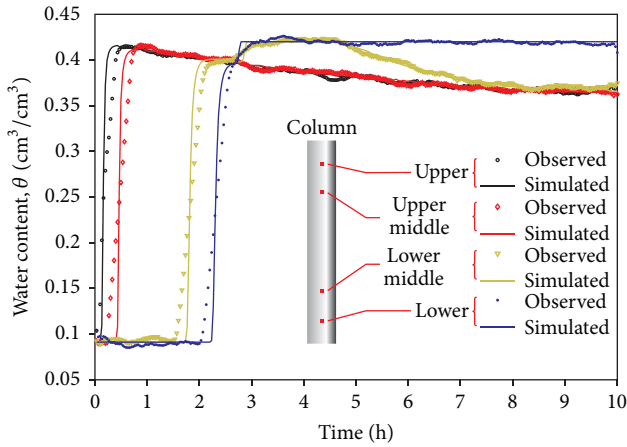 Water content, θ (cm³/cm³)
0.45
0.4
0.35
0.3
0.25
0.2
0.15
0.1
0.05
0
1
2
3
4
5
6
7
8
9
10
Time (h)
Column
Upper
Observed
Simulated
Upper
middle
Observed
Simulated
Lower
middle
Observed
Simulated
Lower
Observed
Simulated